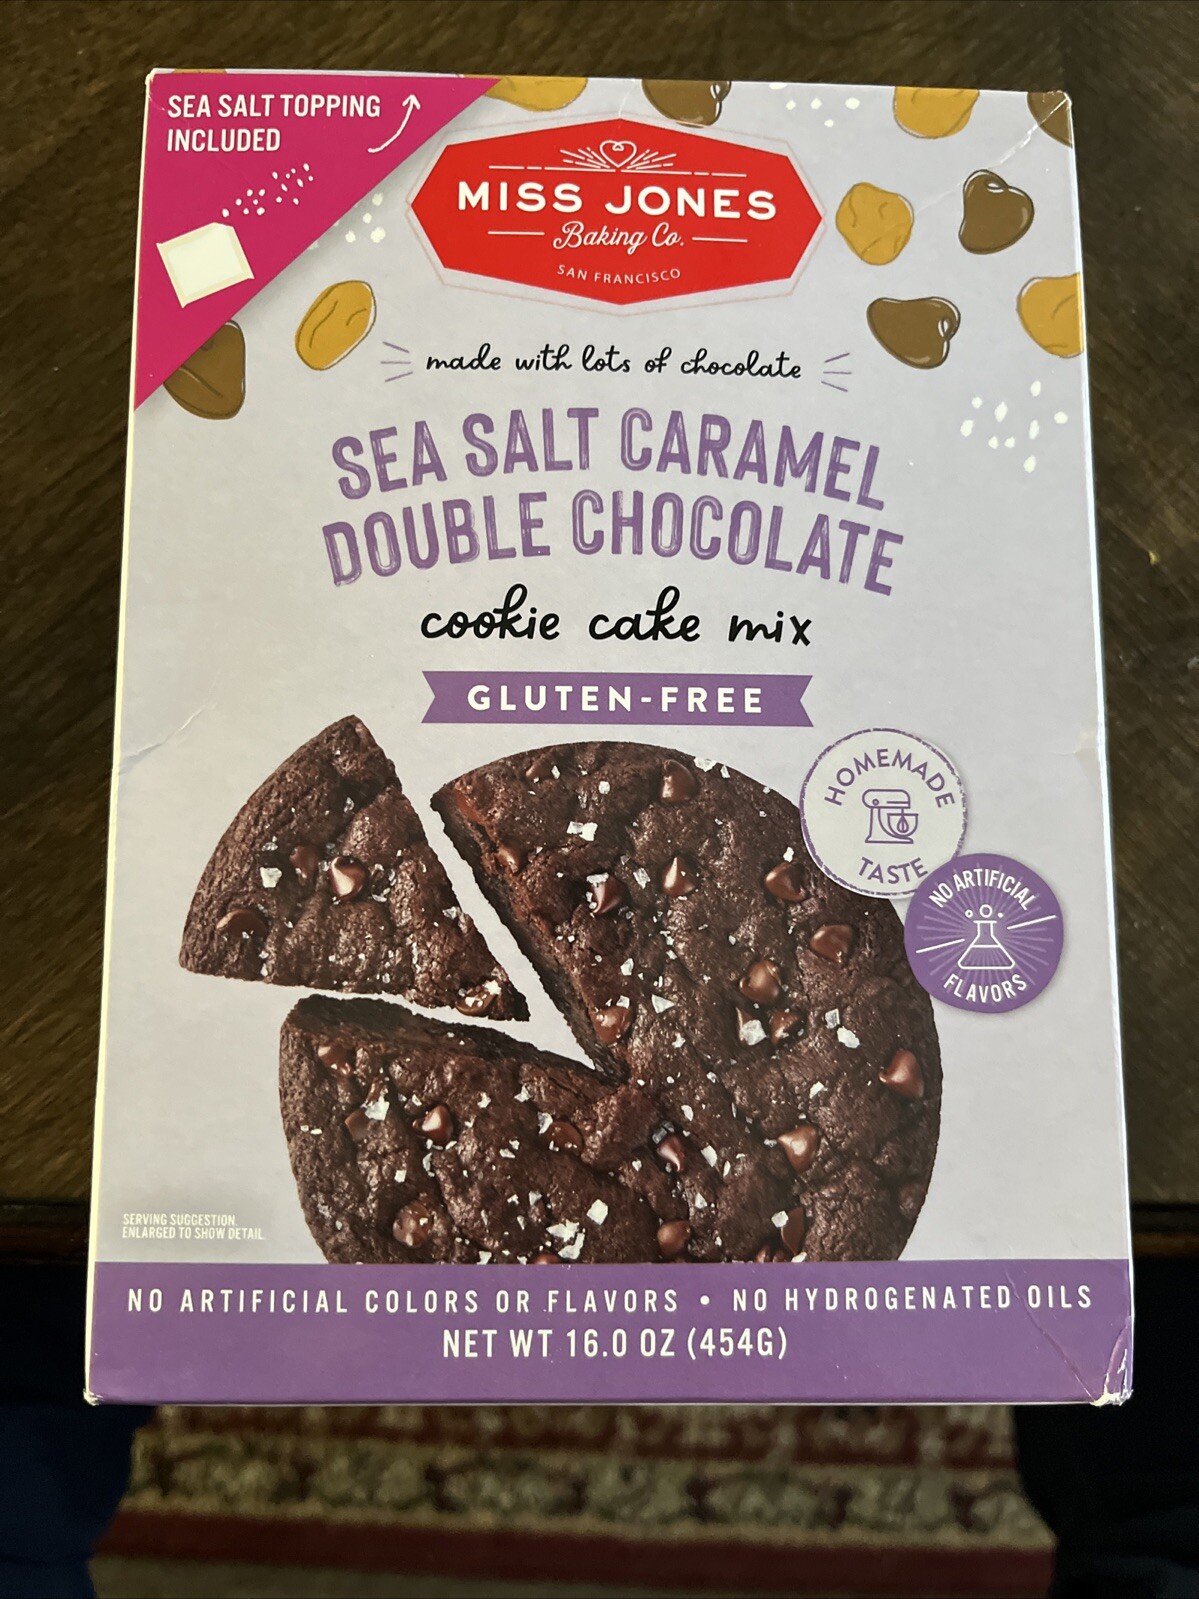 SEA SALT TOPPING
INCLUDED
MISS JONES
Baking Co.
SAN FRANCISCO
made with lots of chocolate
SEA SALT CARAMEL
DOUBLE CHOCOLATE
cookie cake mix
GLUTEN-FREE
HOMEMADE
TASTE
NO ARTIFICIAL
FLAVORS
SERVING SUGGESTION.
ENLARGED TO SHOW DETAIL.
NO ARTIFICIAL COLORS OR FLAVORS • NO HYDROGENATED OILS
NET WT 16.0 OZ (454G)